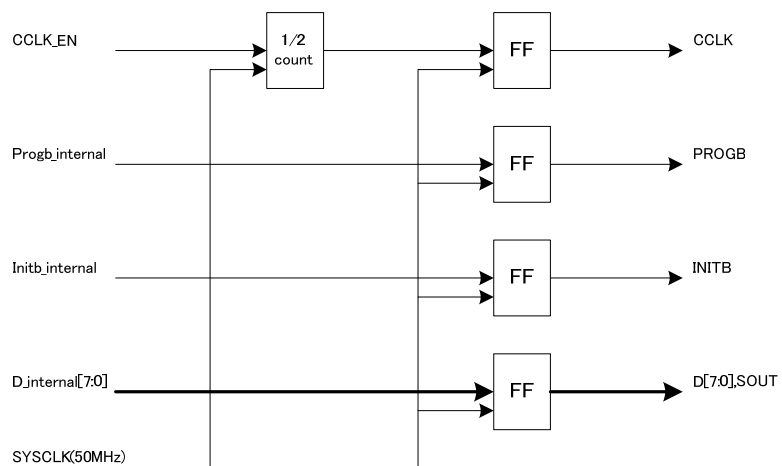 CCLK_EN
1/2
count
FF
CCLK
Progb_internal
FF
PROGB
Initb_internal
FF
INITB
D_internal[7:0]
FF
D[7:0],SOUT
SYSCLK(50MHz)